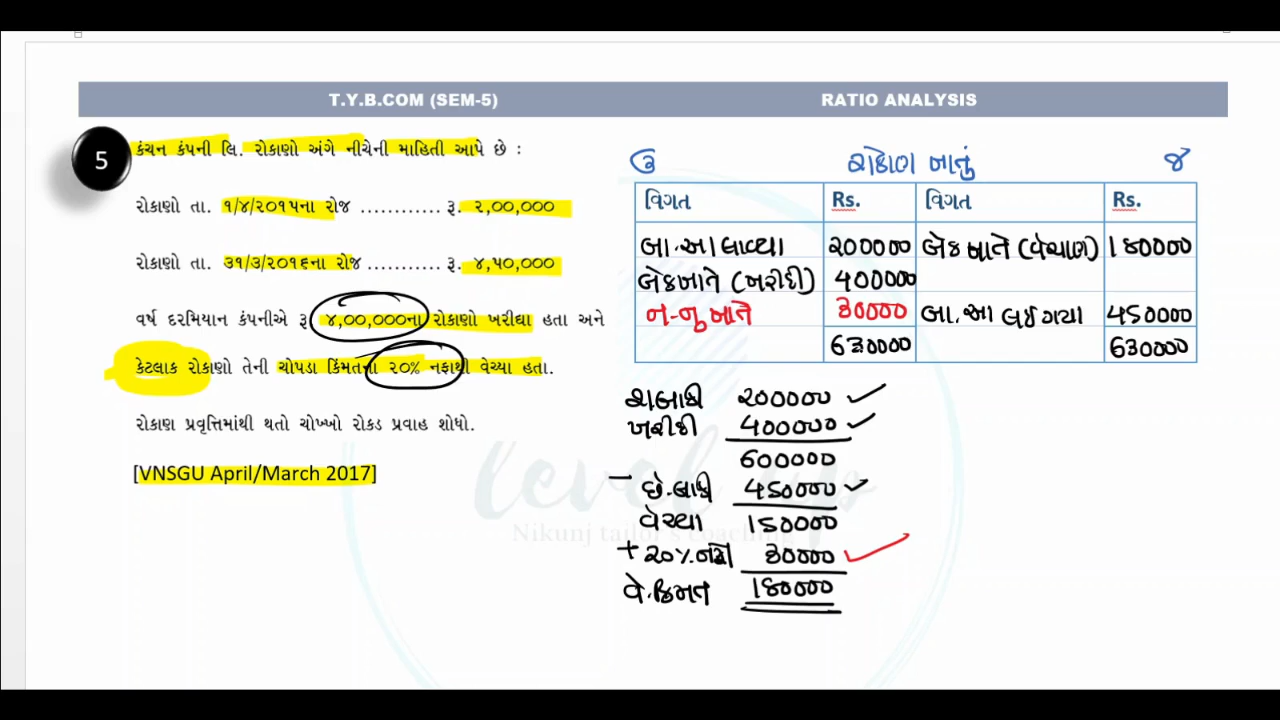 T.Y.B.COM (SEM-5) RATIO ANALYSIS
5
કંચન કંપની લિ. રોકાણો અંગે નીચેની માહિતી આપે છે :
રોકાણો તા. ૧/૪/૨૦૧૫ના રોજ ............ રૂ. ૨,૦૦,૦૦૦
રોકાણો તા. ૩૧/૩/૨૦૧૬ના રોજ ........... રૂ. ૪,૫૦,૦૦૦
વર્ષ દરમિયાન કંપનીએ રૂ ૪,૦૦,૦૦૦ના રોકાણો ખરીદ્યા હતા અને
કેટલાક રોકાણો તેની ચોપડા કિંમતના ૨૦% નફાથી વેચ્યા હતા.
રોકાણ પ્રવૃત્તિમાંથી થતો ચોખ્ખો રોકડ પ્રવાહ શોધો.
[VNSGU April/March 2017]
ઉ રોકાણ ખાતું જ
વિગત Rs. વિગત Rs.
બા.આ લાવ્યા 200000 બેંક ખાતે (વેચાણ) 180000
બેંક ખાતે (ખરીદી) 400000
ન.નુ ખાતે 30000 બા.આ લઈ ગયા 450000
630000 630000
શ.બાકી 200000
ખરીદી 400000
600000
- છે.બાકી 450000
વેચ્યા 150000
+ ૨૦% નફો 30000
વે.કિંમત 180000
level up
Nikunj tailor's coaching